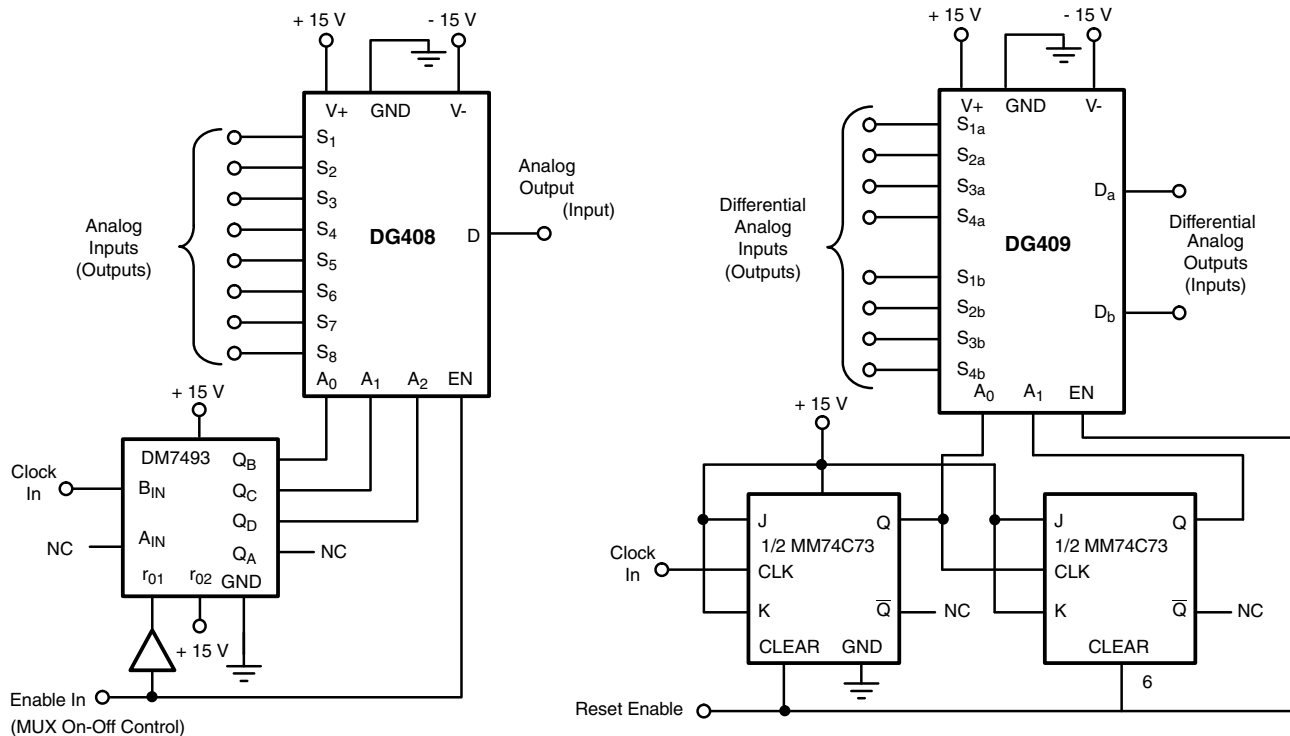 + 15 V
- 15 V
V+
GND
V-
S1
S2
S3
S4
S5
S6
S7
S8
Analog
Inputs
(Outputs)
DG408
D
Analog
Output
(Input)
A0
A1
A2
EN
+ 15 V
DM7493
QB
QC
QD
QA
BIN
AIN
Clock
In
NC
NC
r01
r02
GND
+ 15 V
Enable In
(MUX On-Off Control)
+ 15 V
- 15 V
V+
GND
V-
S1a
S2a
S3a
S4a
S1b
S2b
S3b
S4b
Differential
Analog
Inputs
(Outputs)
DG409
Da
Db
Differential
Analog
Outputs
(Inputs)
A0
A1
EN
+ 15 V
J
Q
1/2 MM74C73
CLK
K
Q̅
NC
CLEAR
GND
Clock
In
J
Q
1/2 MM74C73
CLK
K
Q̅
NC
CLEAR
6
Reset Enable